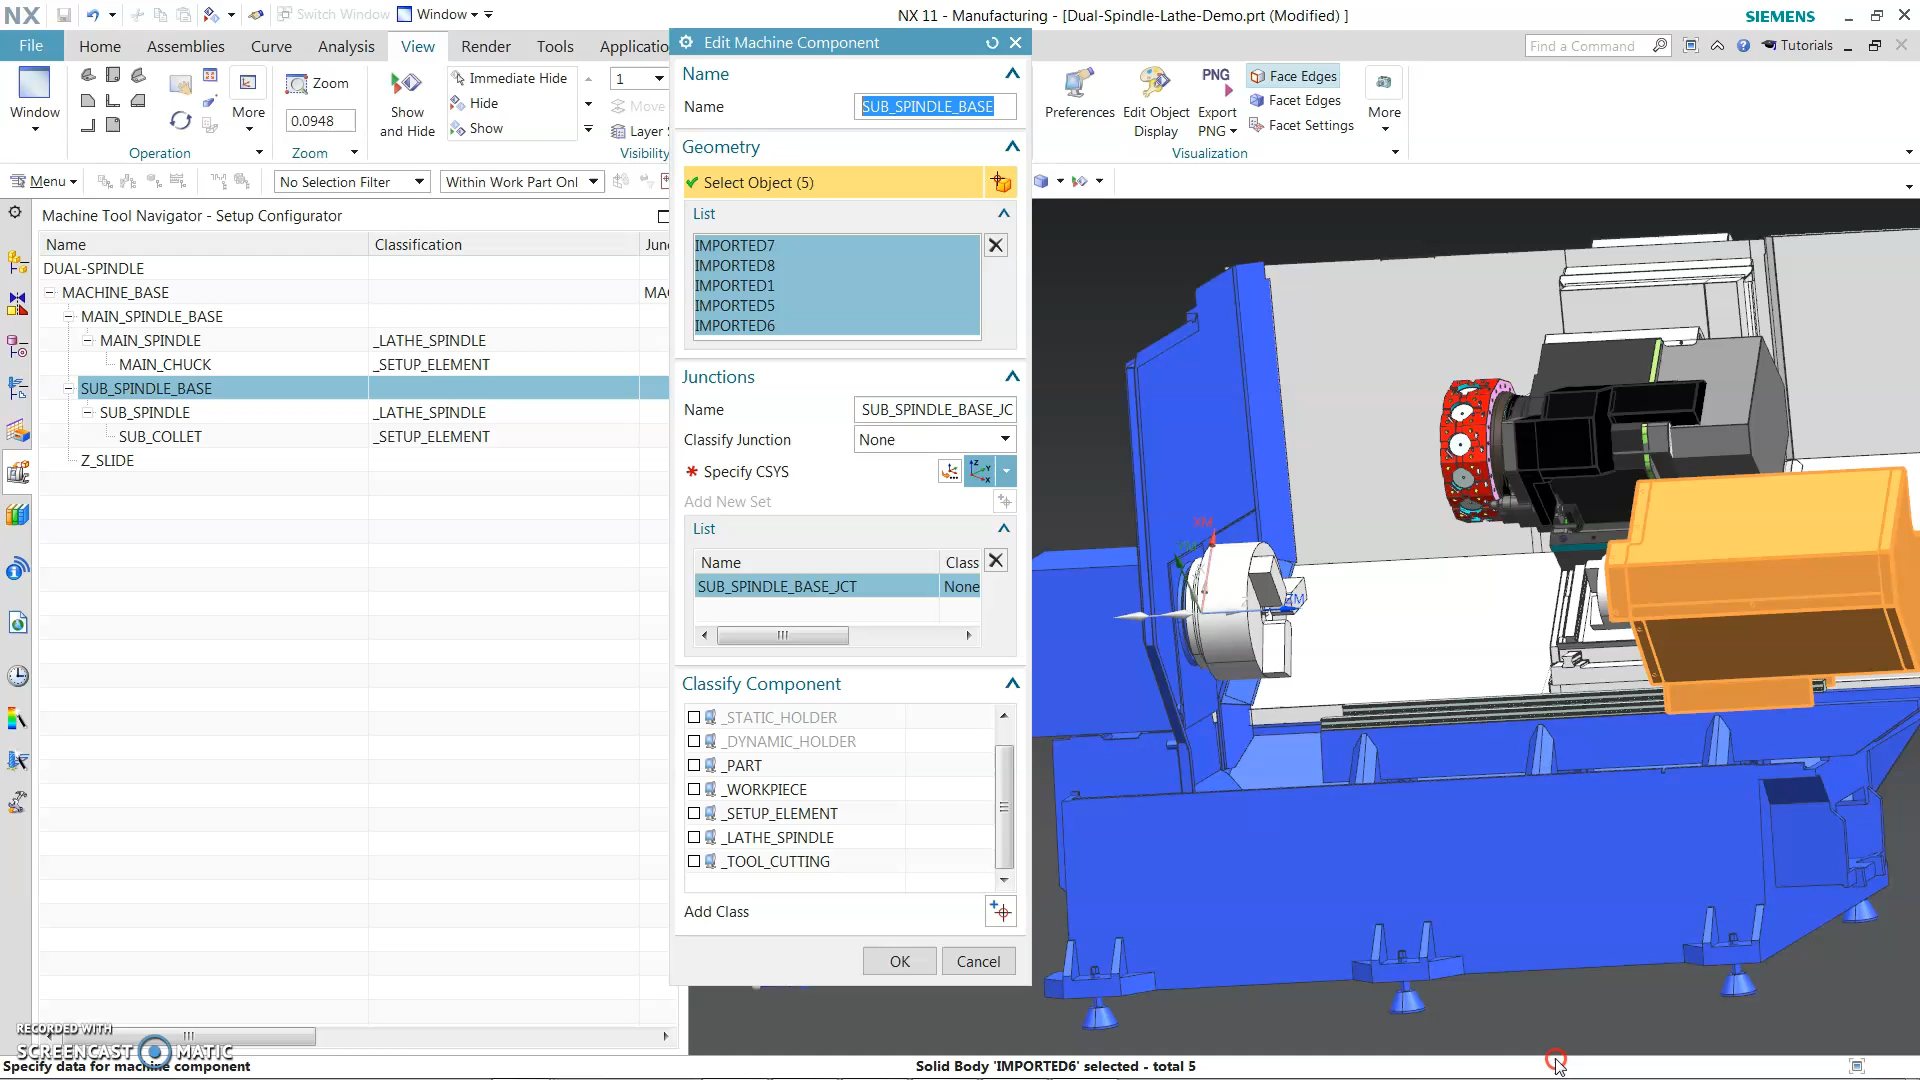 NX
Switch Window
Window
NX 11 - Manufacturing - [Dual-Spindle-Lathe-Demo.prt (Modified) ]
SIEMENS
File
Home
Assemblies
Curve
Analysis
View
Render
Tools
Applicatio
Edit Machine Component
Find a Command
Tutorials
Window
Operation
More
Zoom
0.0948
Zoom
Show and Hide
Immediate Hide
Hide
Show
1
Move
Layer S
Visibility
Preferences
Edit Object Display
PNG
Export PNG
Face Edges
Facet Edges
Facet Settings
More
Visualization
Menu
No Selection Filter
Within Work Part Onl
Machine Tool Navigator - Setup Configurator
Name
Classification
Jun
DUAL-SPINDLE
MACHINE_BASE
MA
MAIN_SPINDLE_BASE
MAIN_SPINDLE
_LATHE_SPINDLE
MAIN_CHUCK
_SETUP_ELEMENT
SUB_SPINDLE_BASE
SUB_SPINDLE
_LATHE_SPINDLE
SUB_COLLET
_SETUP_ELEMENT
Z_SLIDE
Name
Name
SUB_SPINDLE_BASE
Geometry
Select Object (5)
List
IMPORTED7
IMPORTED8
IMPORTED1
IMPORTED5
IMPORTED6
Junctions
Name
SUB_SPINDLE_BASE_JC
Classify Junction
None
* Specify CSYS
Add New Set
List
Name
Class
SUB_SPINDLE_BASE_JCT
None
Classify Component
_STATIC_HOLDER
_DYNAMIC_HOLDER
_PART
_WORKPIECE
_SETUP_ELEMENT
_LATHE_SPINDLE
_TOOL_CUTTING
Add Class
OK
Cancel
XM
ZM
RECORDED WITH
SCREENCAST MATIC
Specify data for machine component
Solid Body 'IMPORTED6' selected - total 5